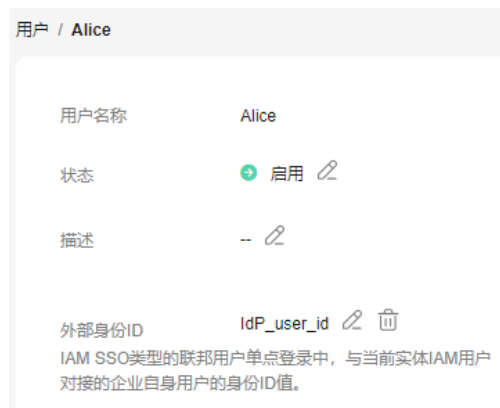 用户 / Alice
用户名称 Alice
状态 启用
描述 --
外部身份ID IdP_user_id
IAM SSO类型的联邦用户单点登录中，与当前实体IAM用户
对接的企业自身用户的身份ID值。